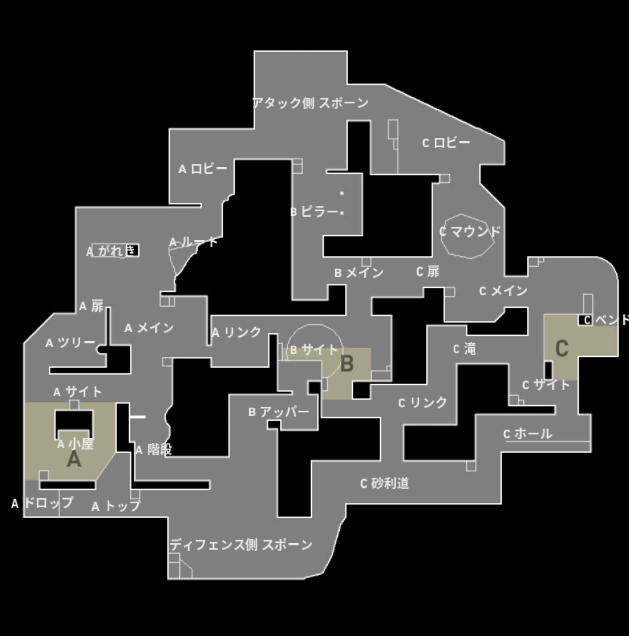 アタック側 スポーン
C ロビー
A ロビー
B ピラー
A ルート
C マウンド
A がれき
B メイン
C 扉
C メイン
A 扉
A メイン
A リンク
C ベンド
A ツリー
B サイト
C 滝
C
B
A サイト
C サイト
C リンク
B アッパー
C ホール
A 小屋
A 階段
A
C 砂利道
A ドロップ
A トップ
ディフェンス側 スポーン